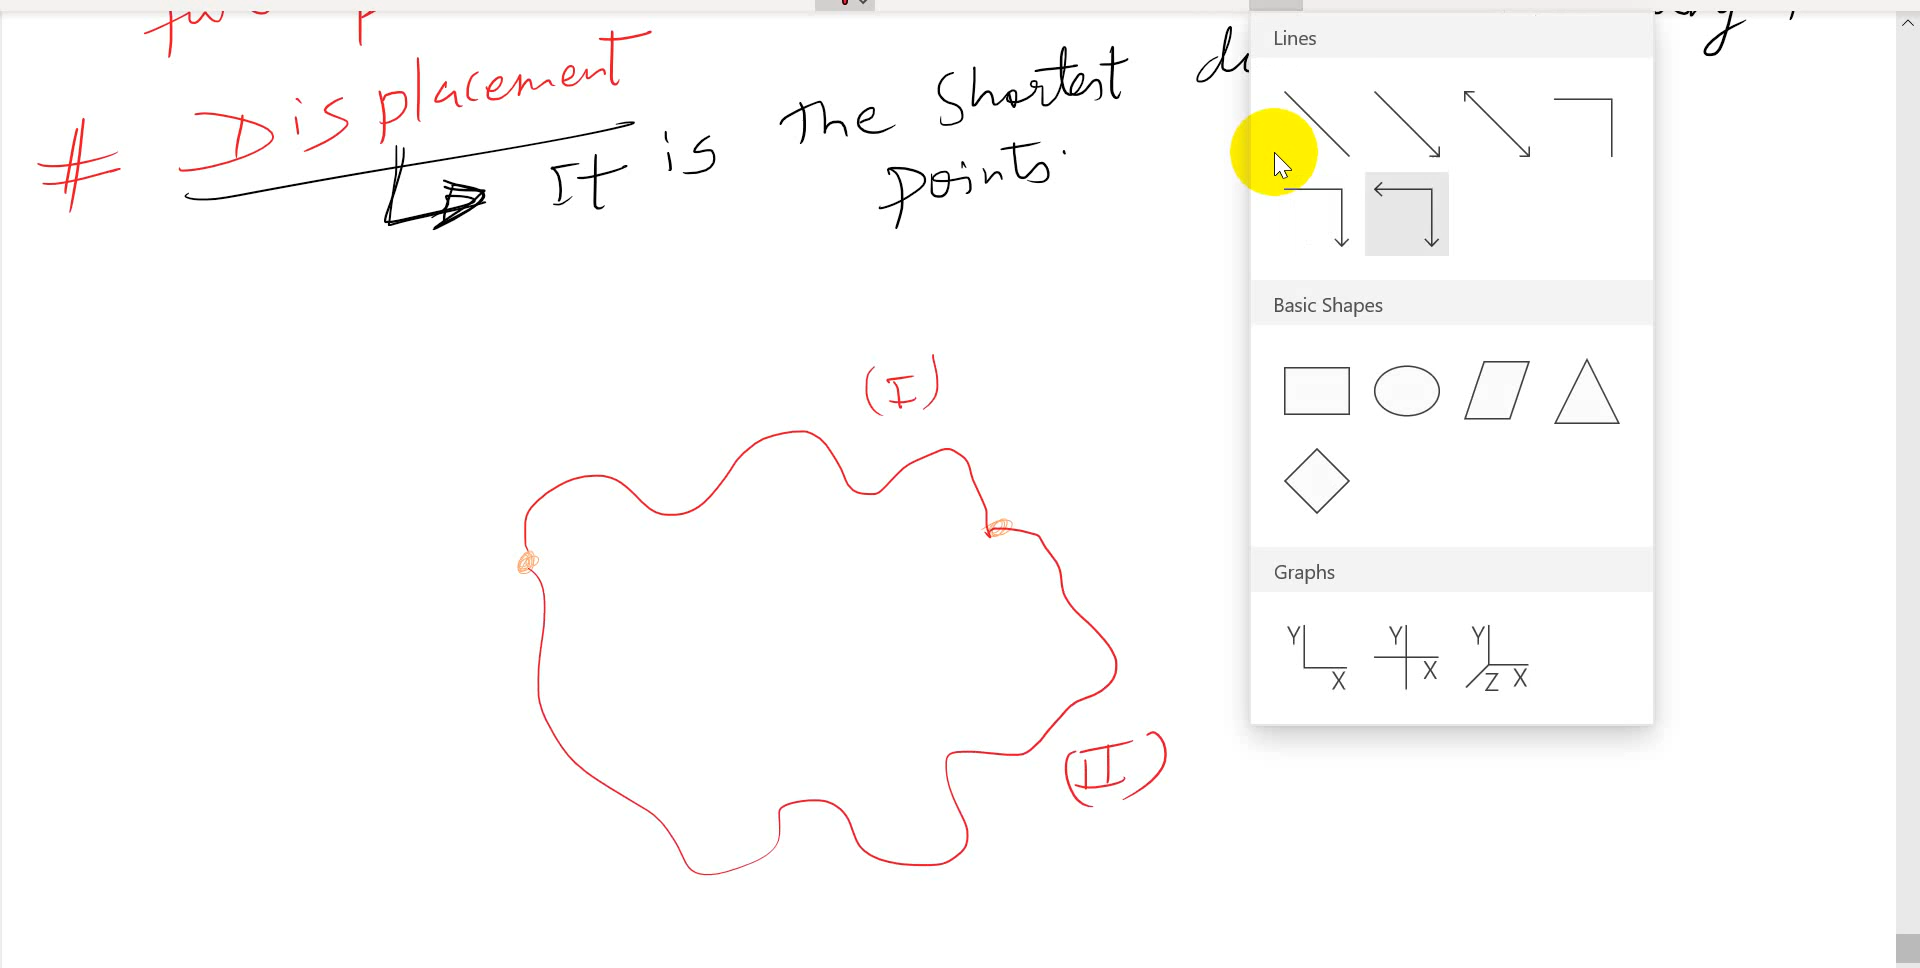 # Displacement
It is the Shortest
points.
(I)
(II)
Lines
Basic Shapes
Graphs
Y
X
Y
X
Y
Z X